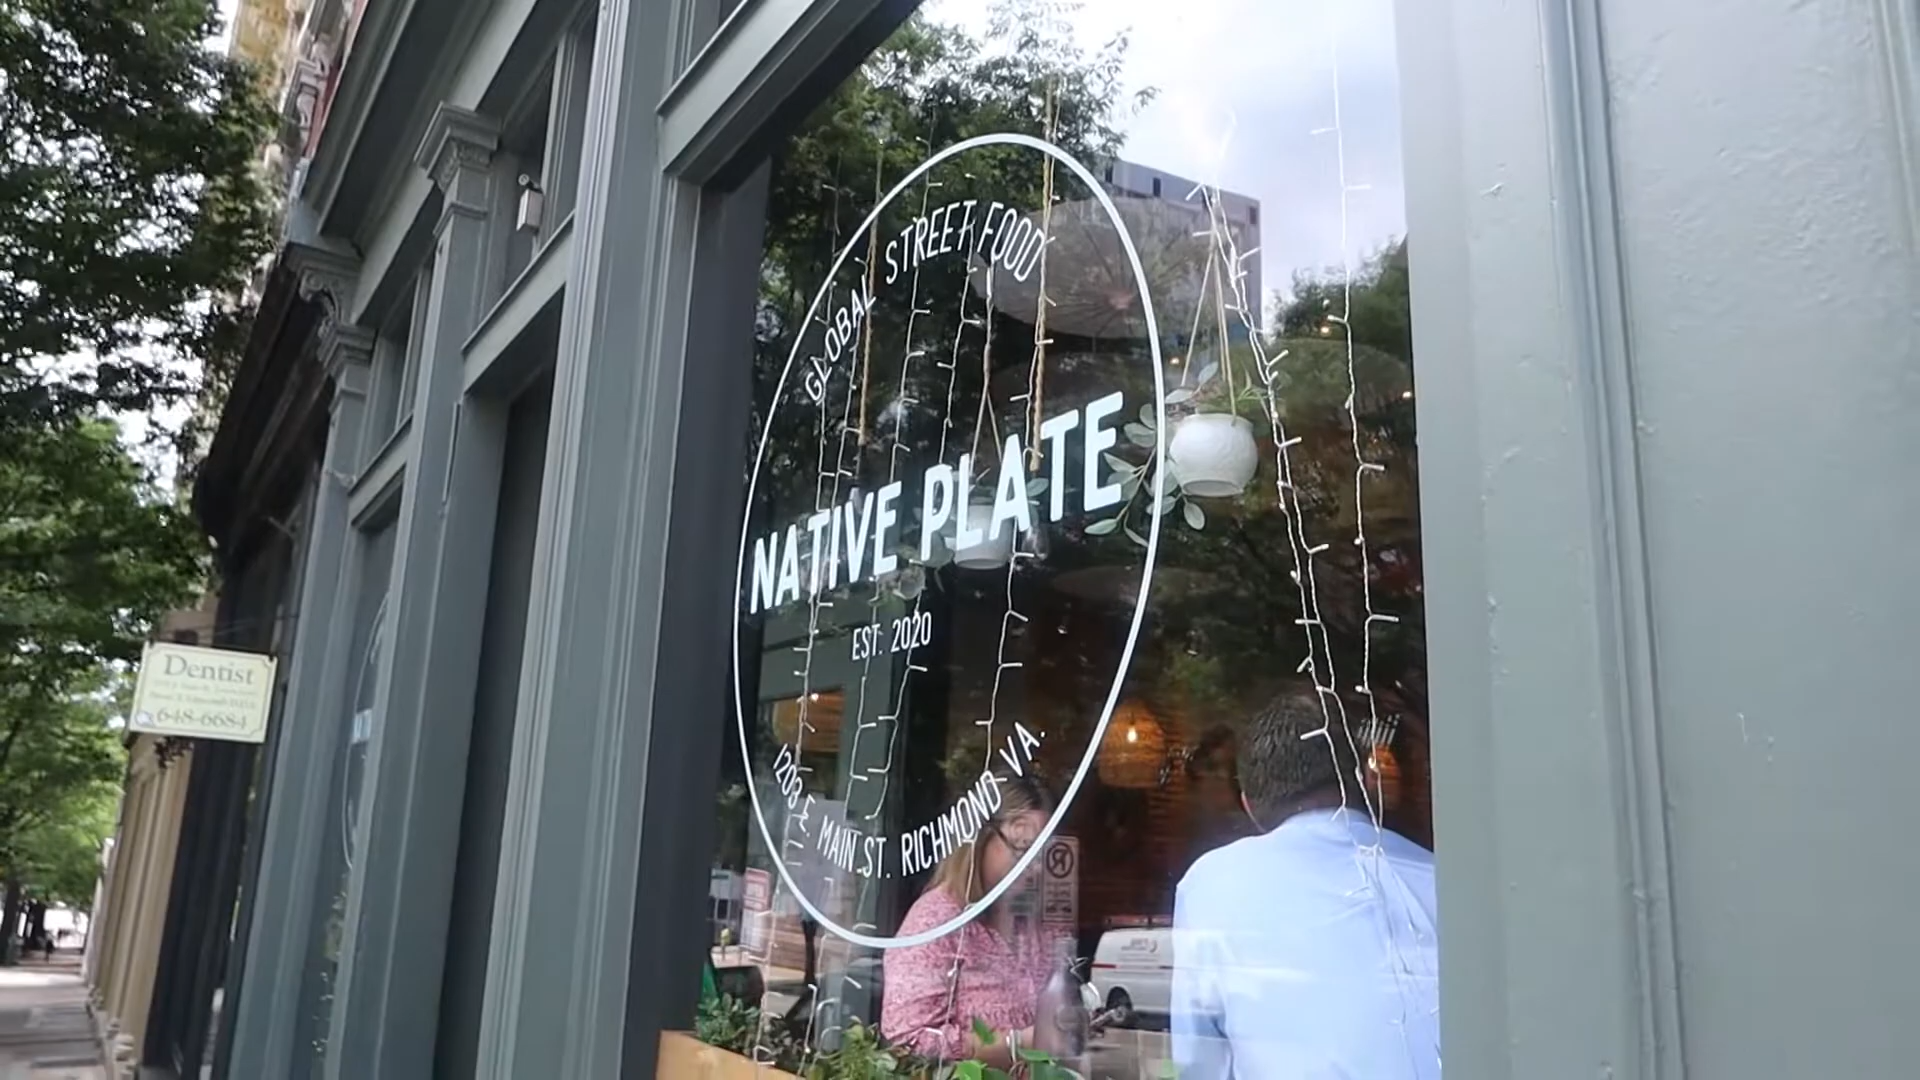 GLOBAL STREET FOOD
NATIVE PLATE
EST. 2020
1203 E. MAIN ST. RICHMOND VA.
Dentist
648-6684